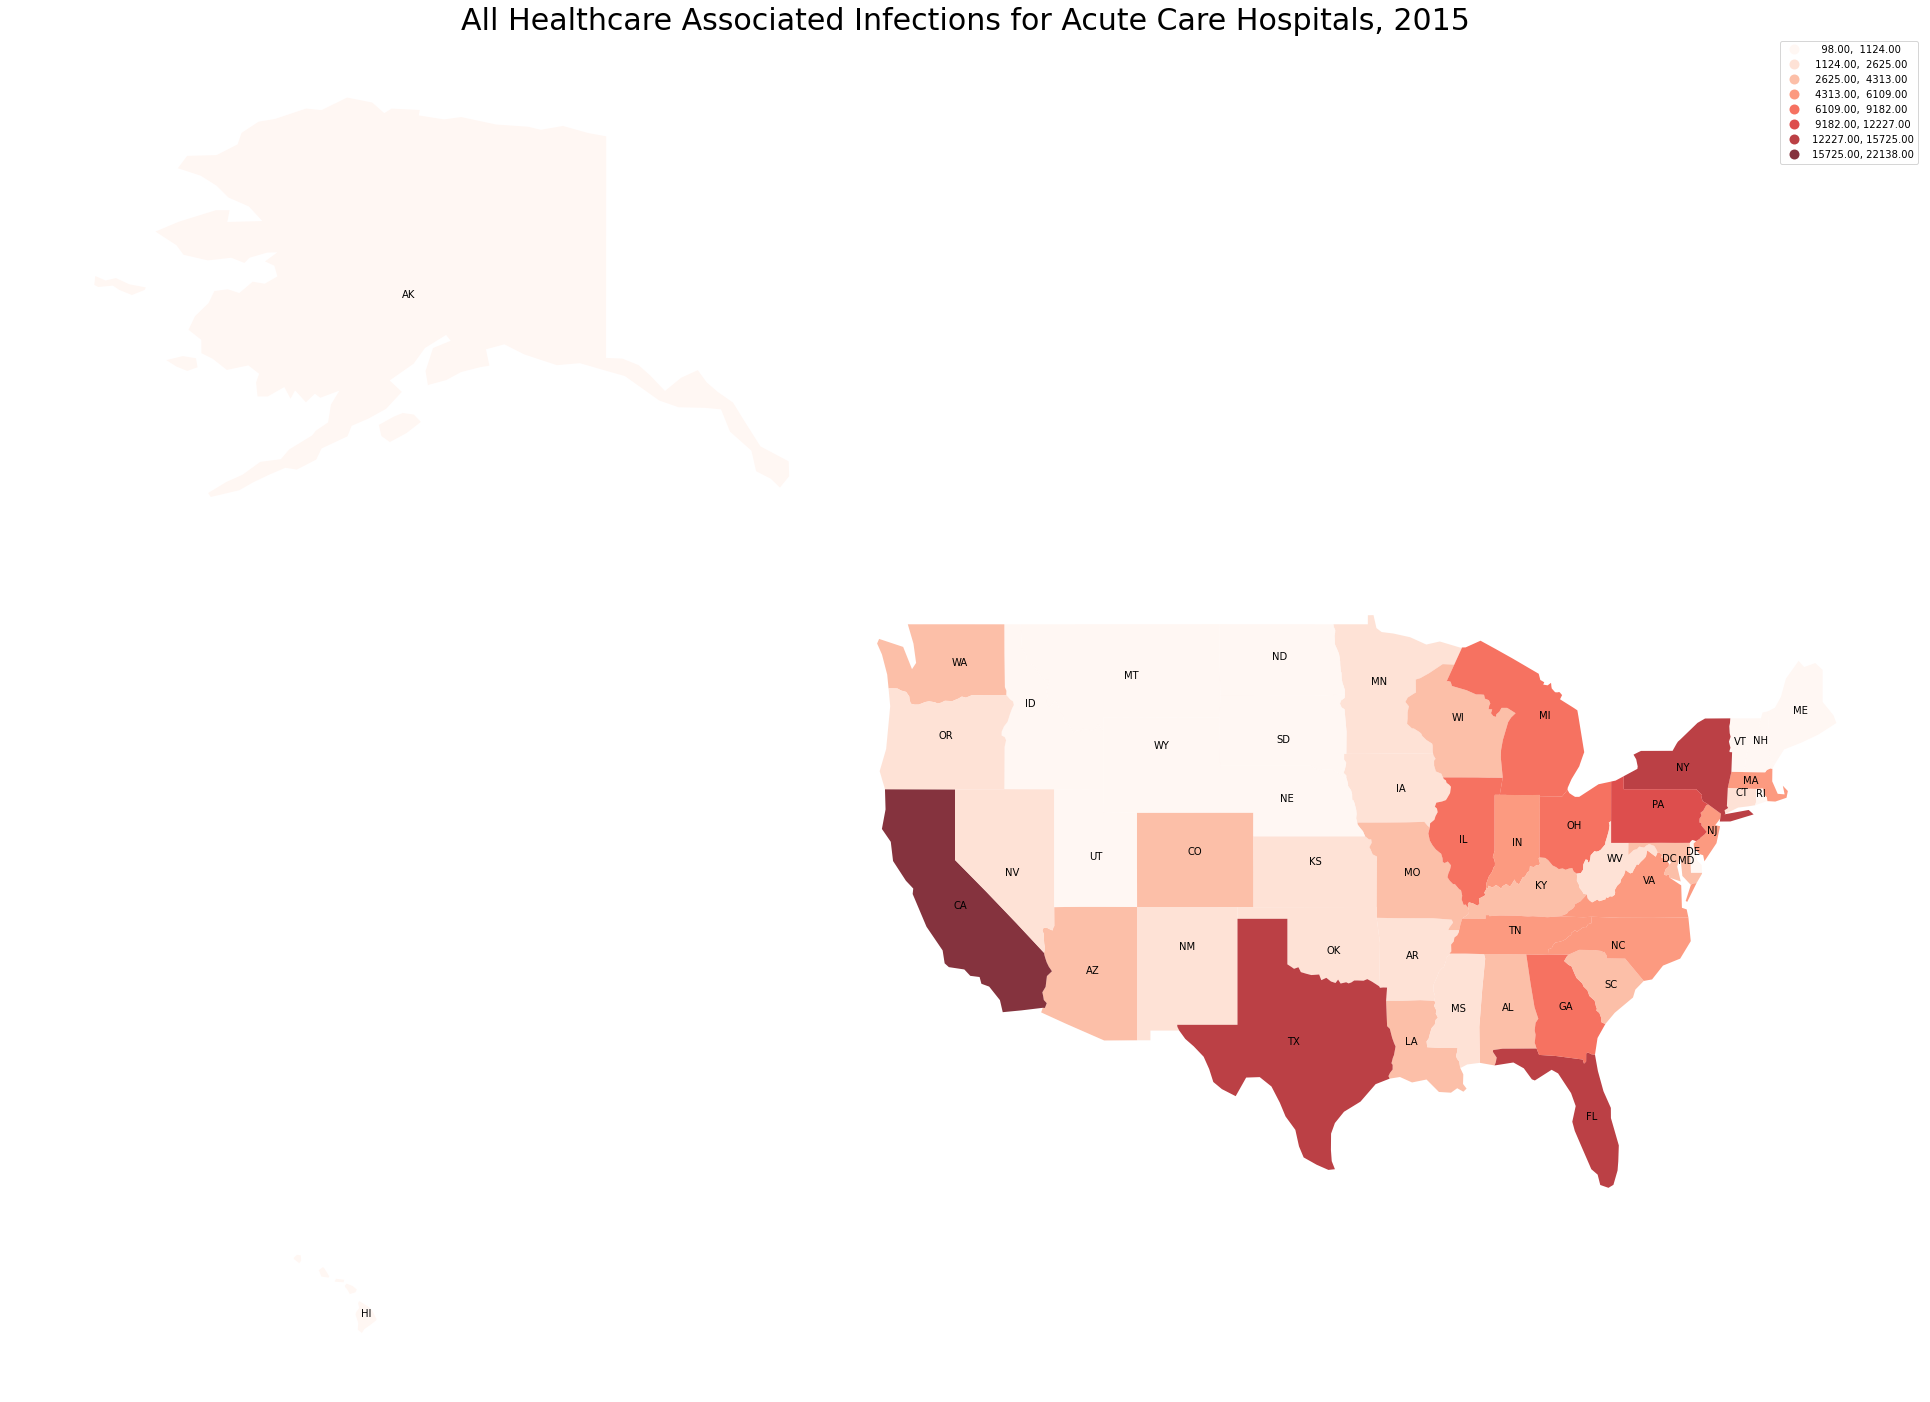 All Healthcare Associated Infections for Acute Care Hospitals, 2015
98.00, 1124.00
1124.00, 2625.00
2625.00, 4313.00
4313.00, 6109.00
6109.00, 9182.00
9182.00, 12227.00
12227.00, 15725.00
15725.00, 22138.00
AK
ND
WA
MT
MN
ID
ME
MI
WI
OR
SD
VT
NH
WY
NY
MA
IA
CT
RI
NE
PA
OH
NJ
IL
IN
CO
DE
UT
WV
DC
MD
KS
NV
MO
VA
KY
CA
TN
NC
NM
OK
AR
AZ
SC
GA
AL
MS
TX
LA
FL
HI